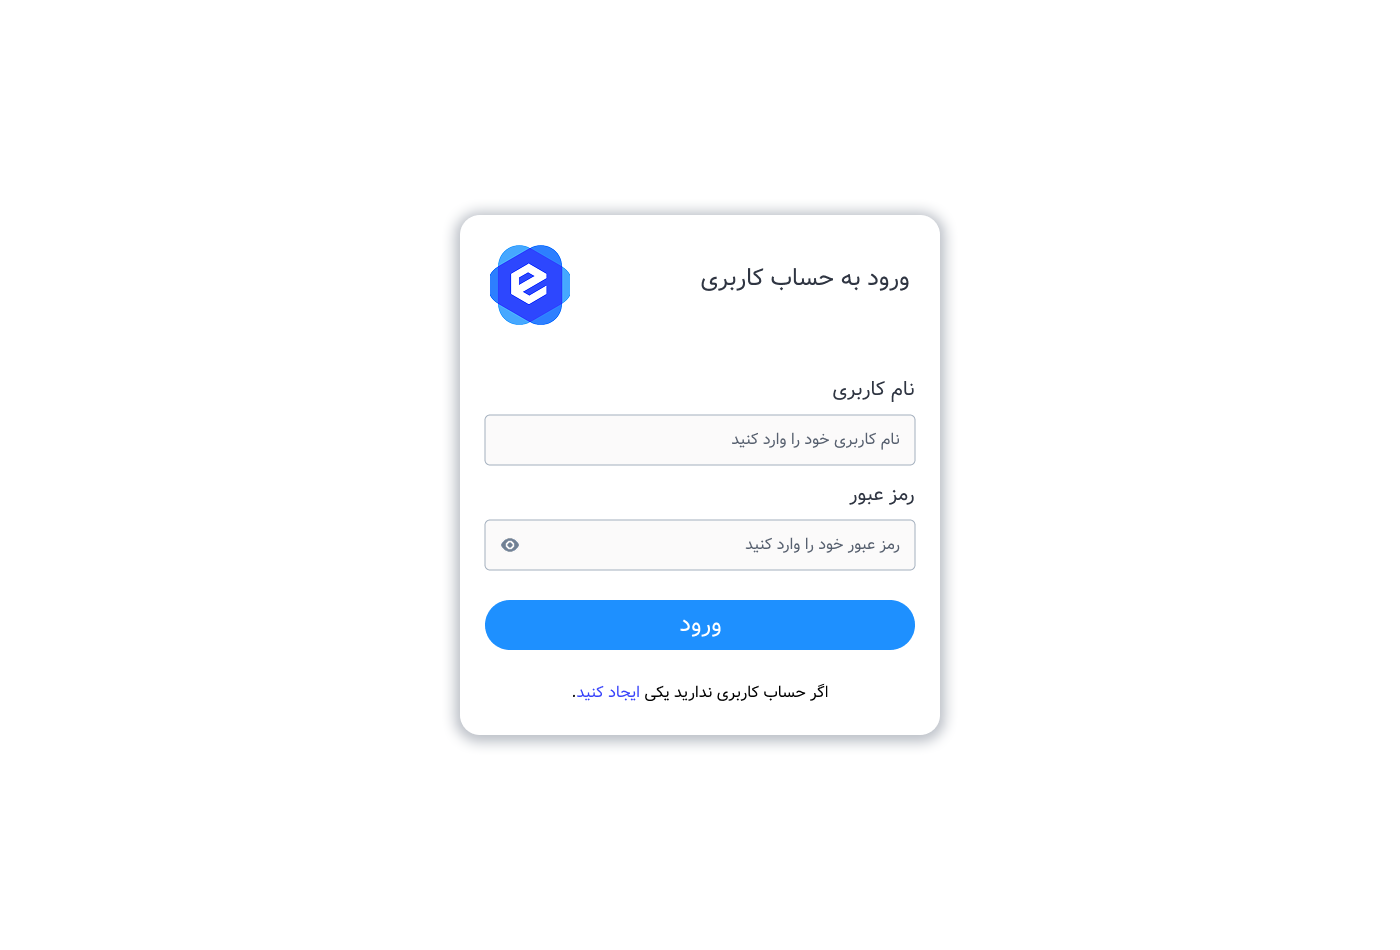 ورود به حساب کاربری
نام کاربری
نام کاربری خود را وارد کنید
رمز عبور
رمز عبور خود را وارد کنید
ورود
اگر حساب کاربری ندارید یکی ایجاد کنید.